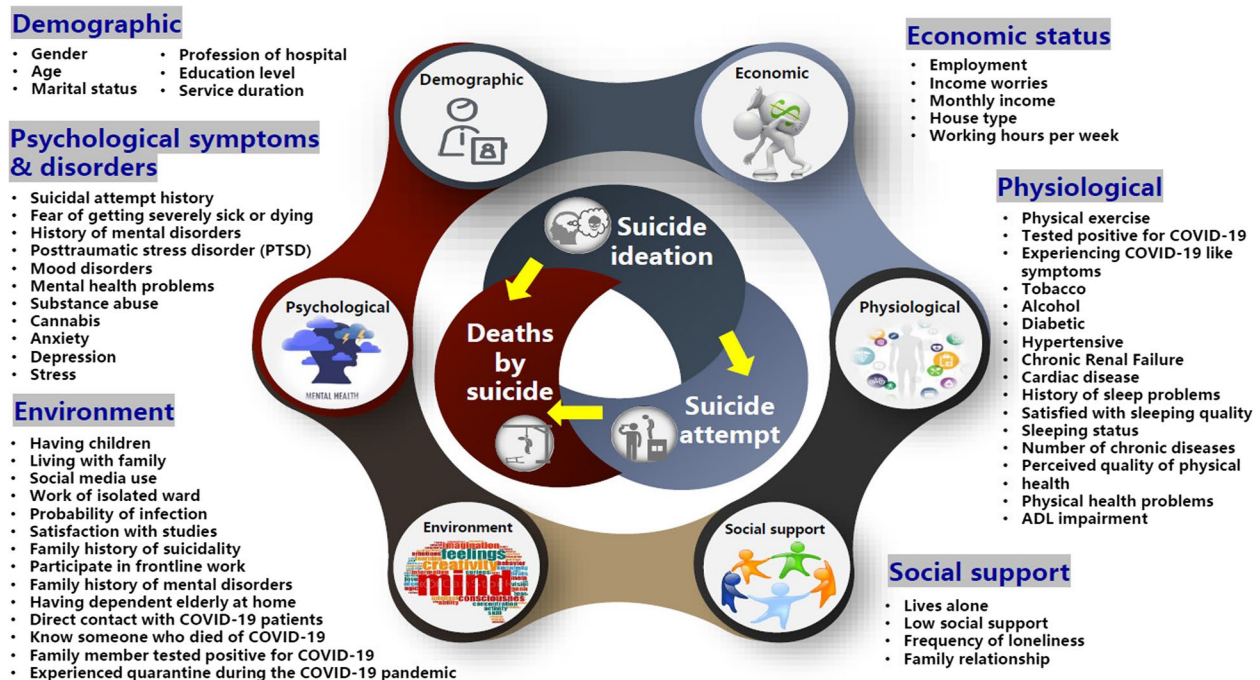 Demographic
• Gender
• Age
• Marital status
• Profession of hospital
• Education level
• Service duration
Psychological symptoms
& disorders
• Suicidal attempt history
• Fear of getting severely sick or dying
• History of mental disorders
• Posttraumatic stress disorder (PTSD)
• Mood disorders
• Mental health problems
• Substance abuse
• Cannabis
• Anxiety
• Depression
• Stress
Environment
• Having children
• Living with family
• Social media use
• Work of isolated ward
• Probability of infection
• Satisfaction with studies
• Family history of suicidality
• Participate in frontline work
• Family history of mental disorders
• Having dependent elderly at home
• Direct contact with COVID-19 patients
• Know someone who died of COVID-19
• Family member tested positive for COVID-19
• Experienced quarantine during the COVID-19 pandemic
Demographic
Economic
Psychological
MENTAL HEALTH
Physiological
Environment
imagination
feelings
creativity
behavior
mind
consciousnes
concentration
activity
ability
skill
Social support
Suicide
ideation
Deaths
by
suicide
Suicide
attempt
Economic status
• Employment
• Income worries
• Monthly income
• House type
• Working hours per week
Physiological
• Physical exercise
• Tested positive for COVID-19
• Experiencing COVID-19 like
symptoms
• Tobacco
• Alcohol
• Diabetic
• Hypertensive
• Chronic Renal Failure
• Cardiac disease
• History of sleep problems
• Satisfied with sleeping quality
• Sleeping status
• Number of chronic diseases
• Perceived quality of physical
• health
• Physical health problems
• ADL impairment
Social support
• Lives alone
• Low social support
• Frequency of loneliness
• Family relationship